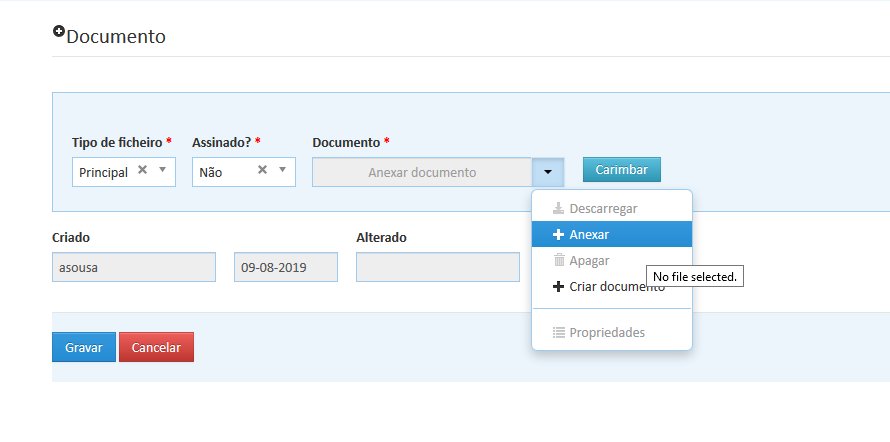 Documento
Tipo de ficheiro * Assinado? * Documento *
Principal Não Anexar documento Carimbar
Descarregar
Anexar
Apagar
No file selected.
Criar documento
Propriedades
Criado Alterado
asousa 09-08-2019
Gravar Cancelar